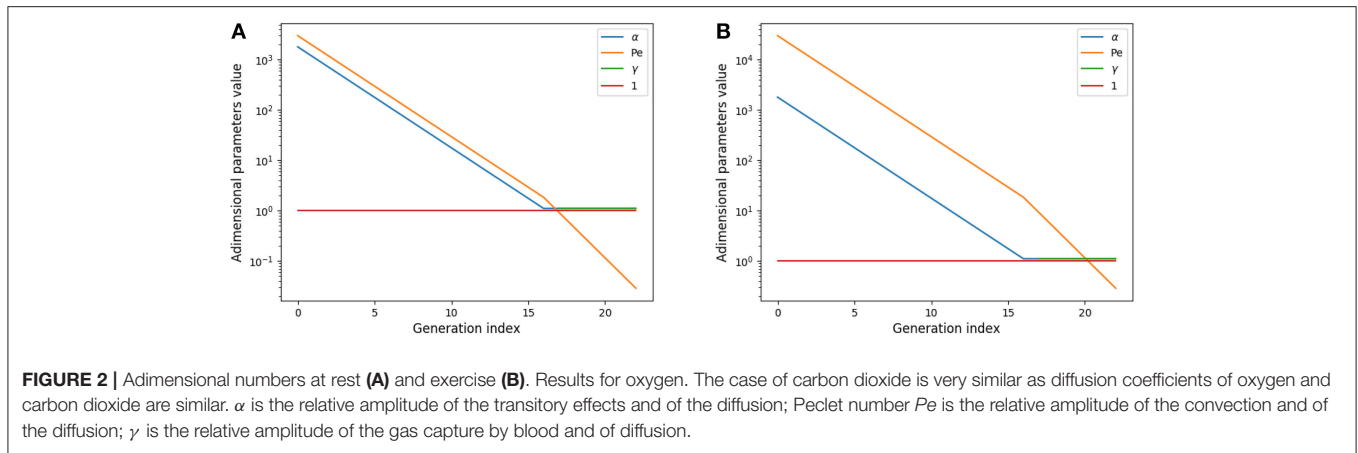 A
B
α
Pe
γ
1
α
Pe
γ
1
10³
10²
10¹
10⁰
10⁻¹
10⁴
10³
10²
10¹
10⁰
10⁻¹
Adimensional parameters value
Adimensional parameters value
0 5 10 15 20
0 5 10 15 20
Generation index
Generation index
FIGURE 2 | Adimensional numbers at rest (A) and exercise (B). Results for oxygen. The case of carbon dioxide is very similar as diffusion coefficients of oxygen and
carbon dioxide are similar. α is the relative amplitude of the transitory effects and of the diffusion; Peclet number Pe is the relative amplitude of the convection and of
the diffusion; γ is the relative amplitude of the gas capture by blood and of diffusion.